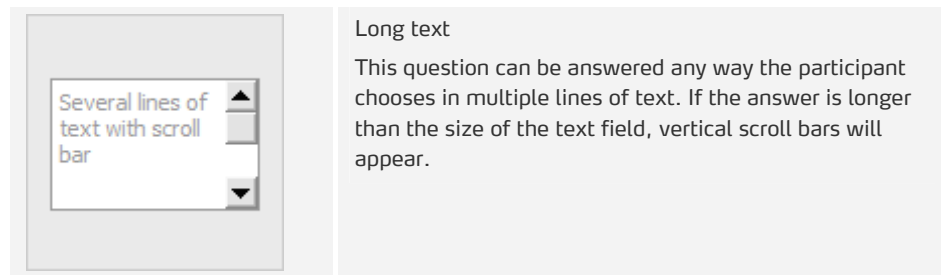 Several lines of
text with scroll
bar
Long text
This question can be answered any way the participant
chooses in multiple lines of text. If the answer is longer
than the size of the text field, vertical scroll bars will
appear.